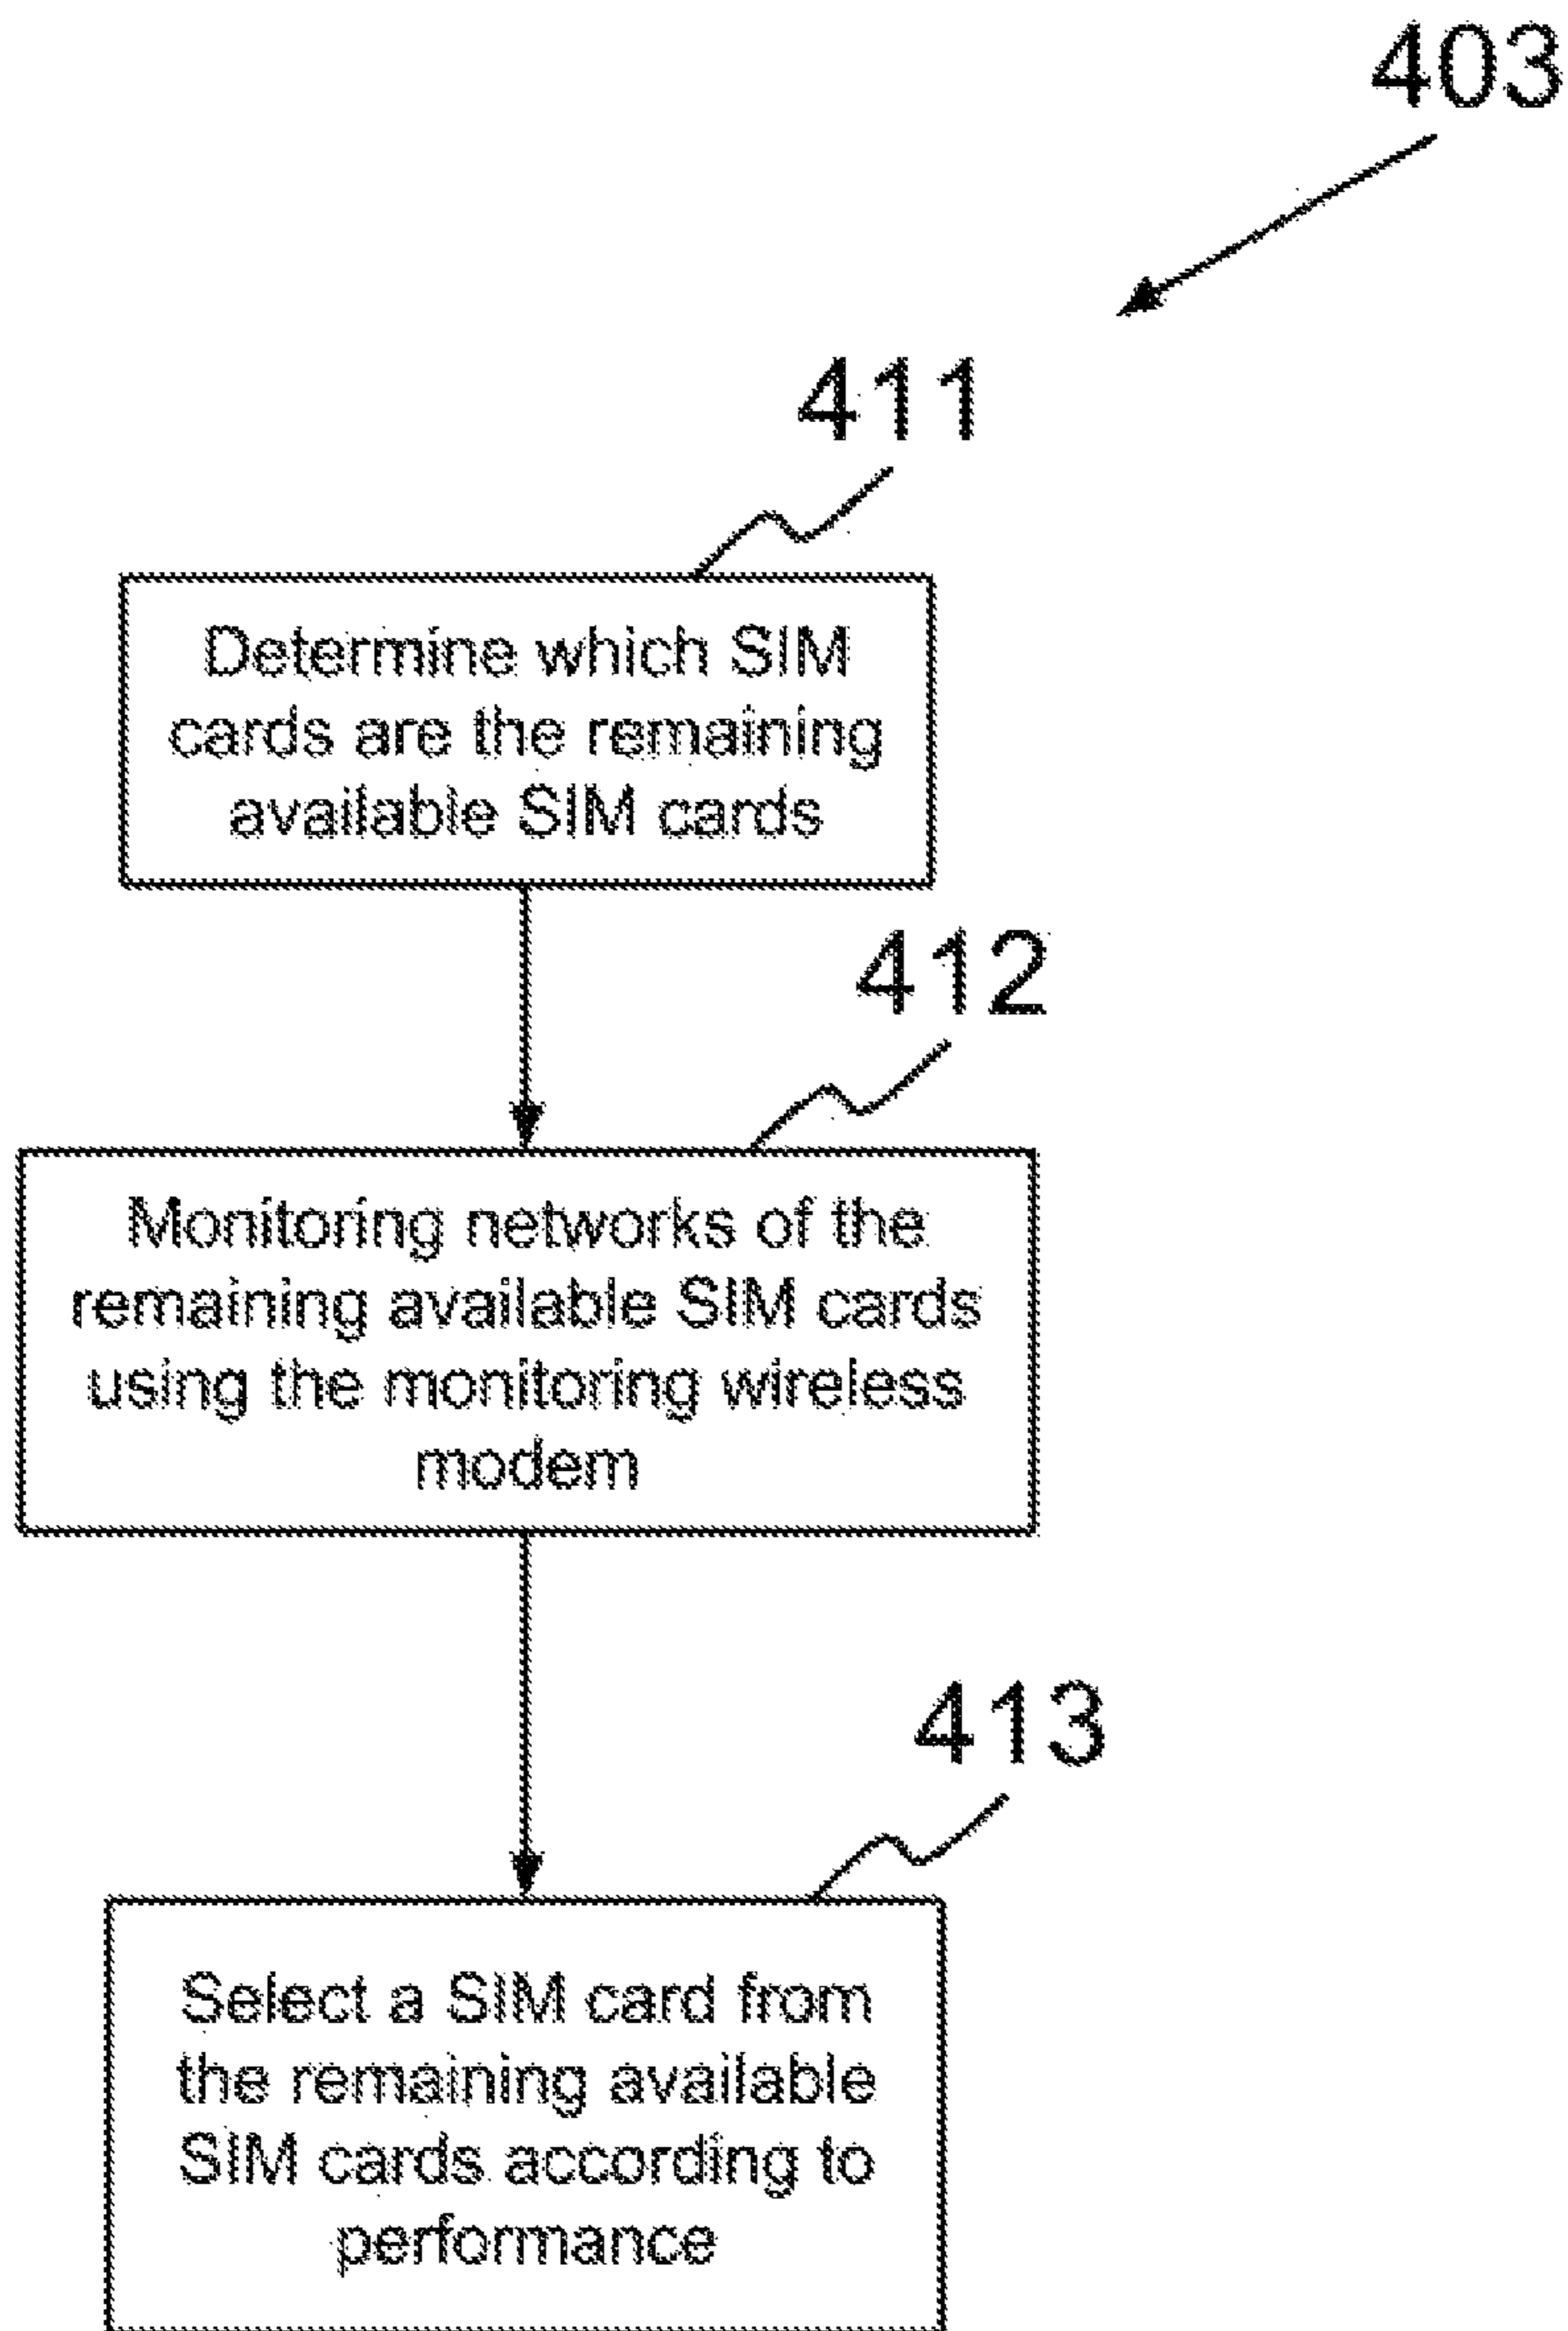 403
411
Determine which SIM
cards are the remaining
available SIM cards
412
Monitoring networks of the
remaining available SIM cards
using the monitoring wireless
modem
413
Select a SIM card from
the remaining available
SIM cards according to
performance